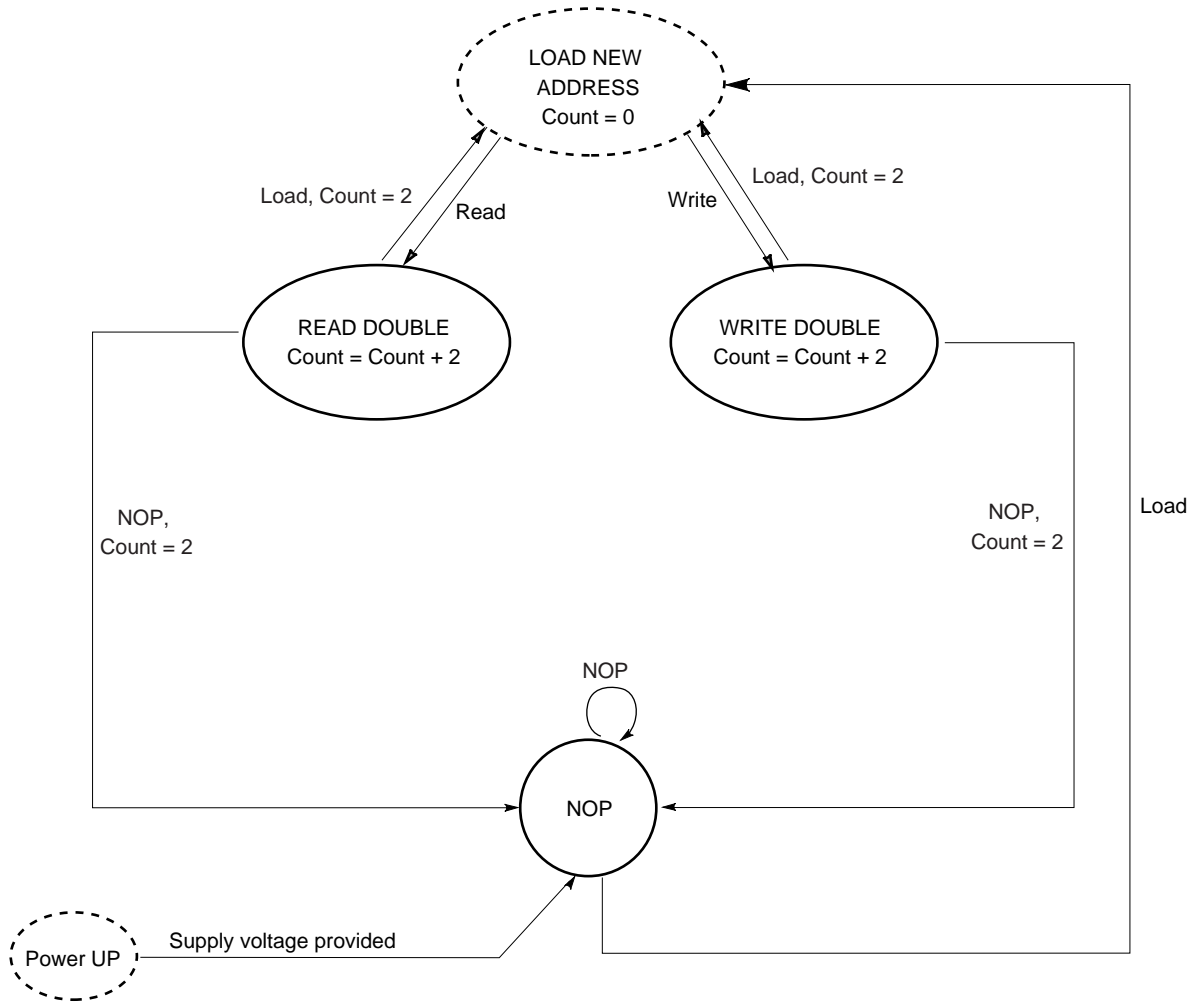 LOAD NEW
ADDRESS
Count = 0
Load, Count = 2
Read
Write
Load, Count = 2
READ DOUBLE
Count = Count + 2
WRITE DOUBLE
Count = Count + 2
NOP,
Count = 2
NOP,
Count = 2
Load
NOP
NOP
Supply voltage provided
Power UP